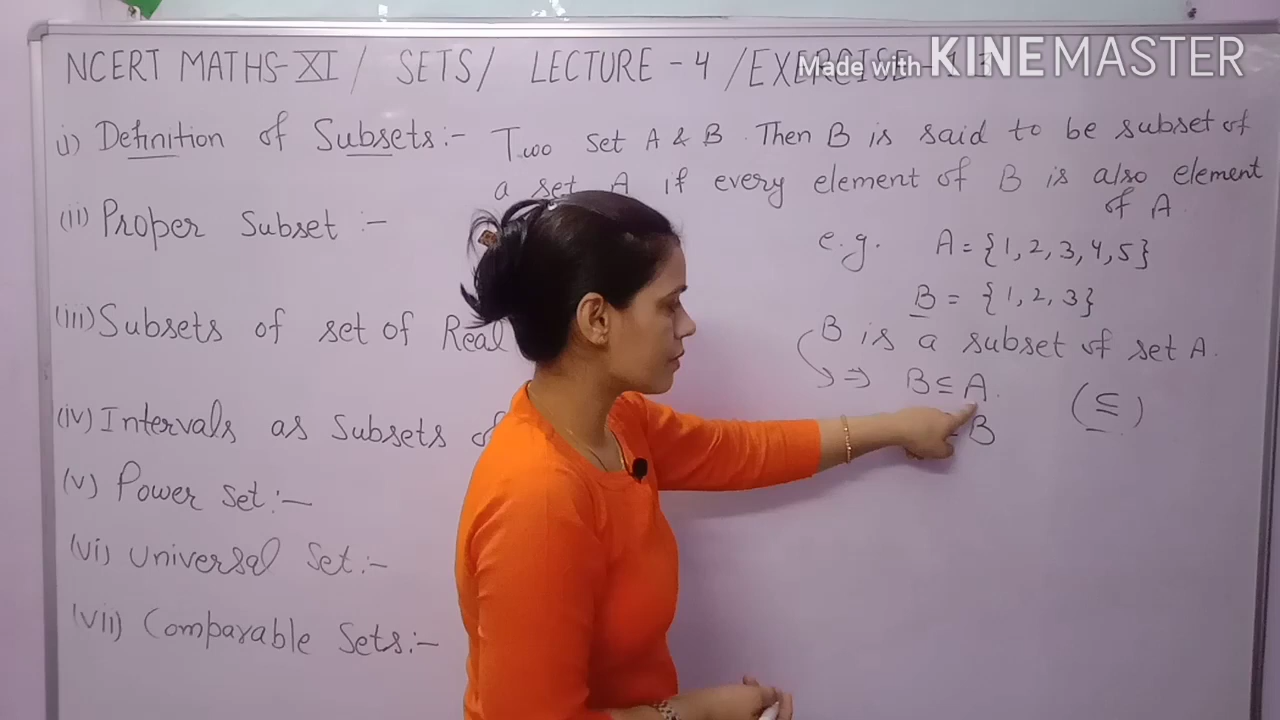 NCERT MATHS-XI / SETS / LECTURE - 4 / EXERCISE - 1.3
Made with KINEMASTER
i) Definition of Subsets :- Two set A & B. Then B is said to be subset of
a set A if every element of B is also element
of A
(ii) Proper Subset :-
e.g. A = {1, 2, 3, 4, 5}
B = {1, 2, 3}
(iii) Subsets of set of Real
B is a subset of set A.
⇒ B ⊆ A. (⊆)
B
(iv) Intervals as Subsets
(v) Power set :-
(vi) Universal Set :-
(vii) Comparable Sets :-